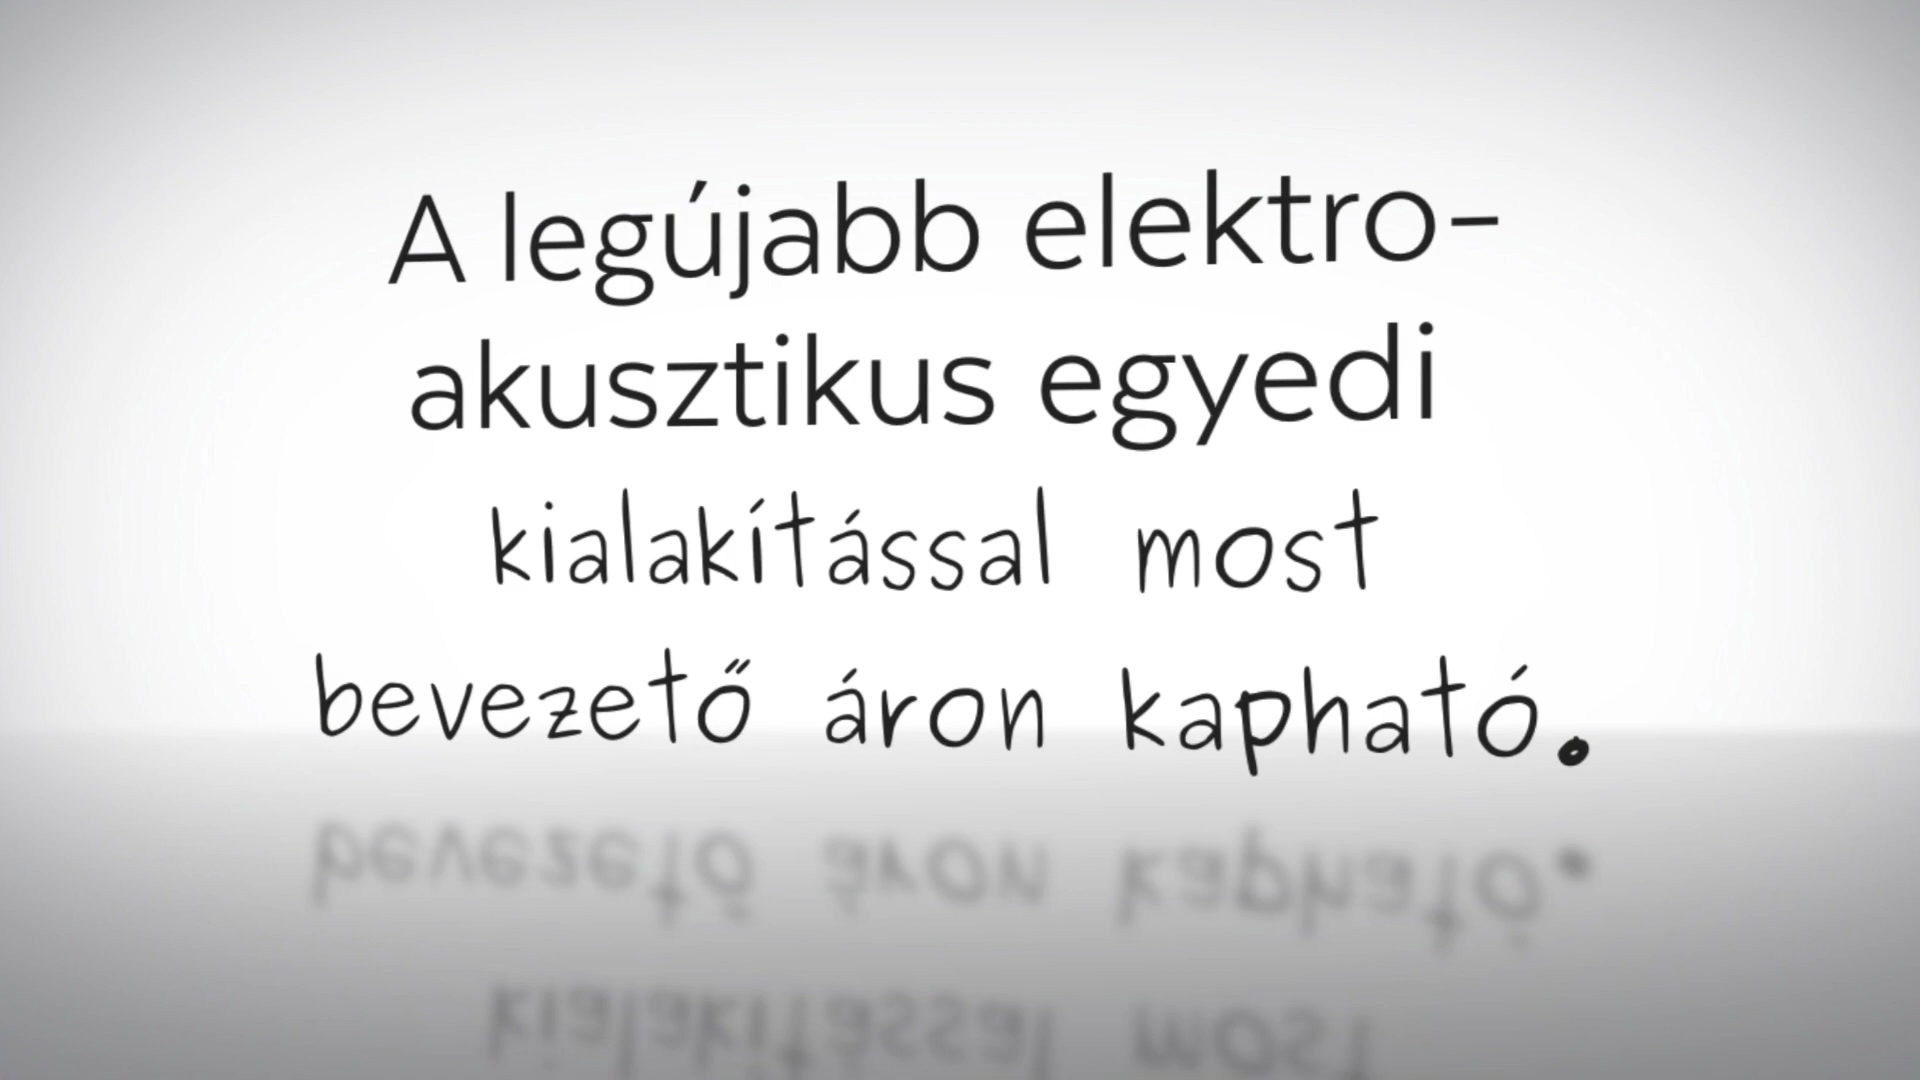 A legújabb elektro-
akusztikus egyedi
kialakítással most
bevezető áron kapható.